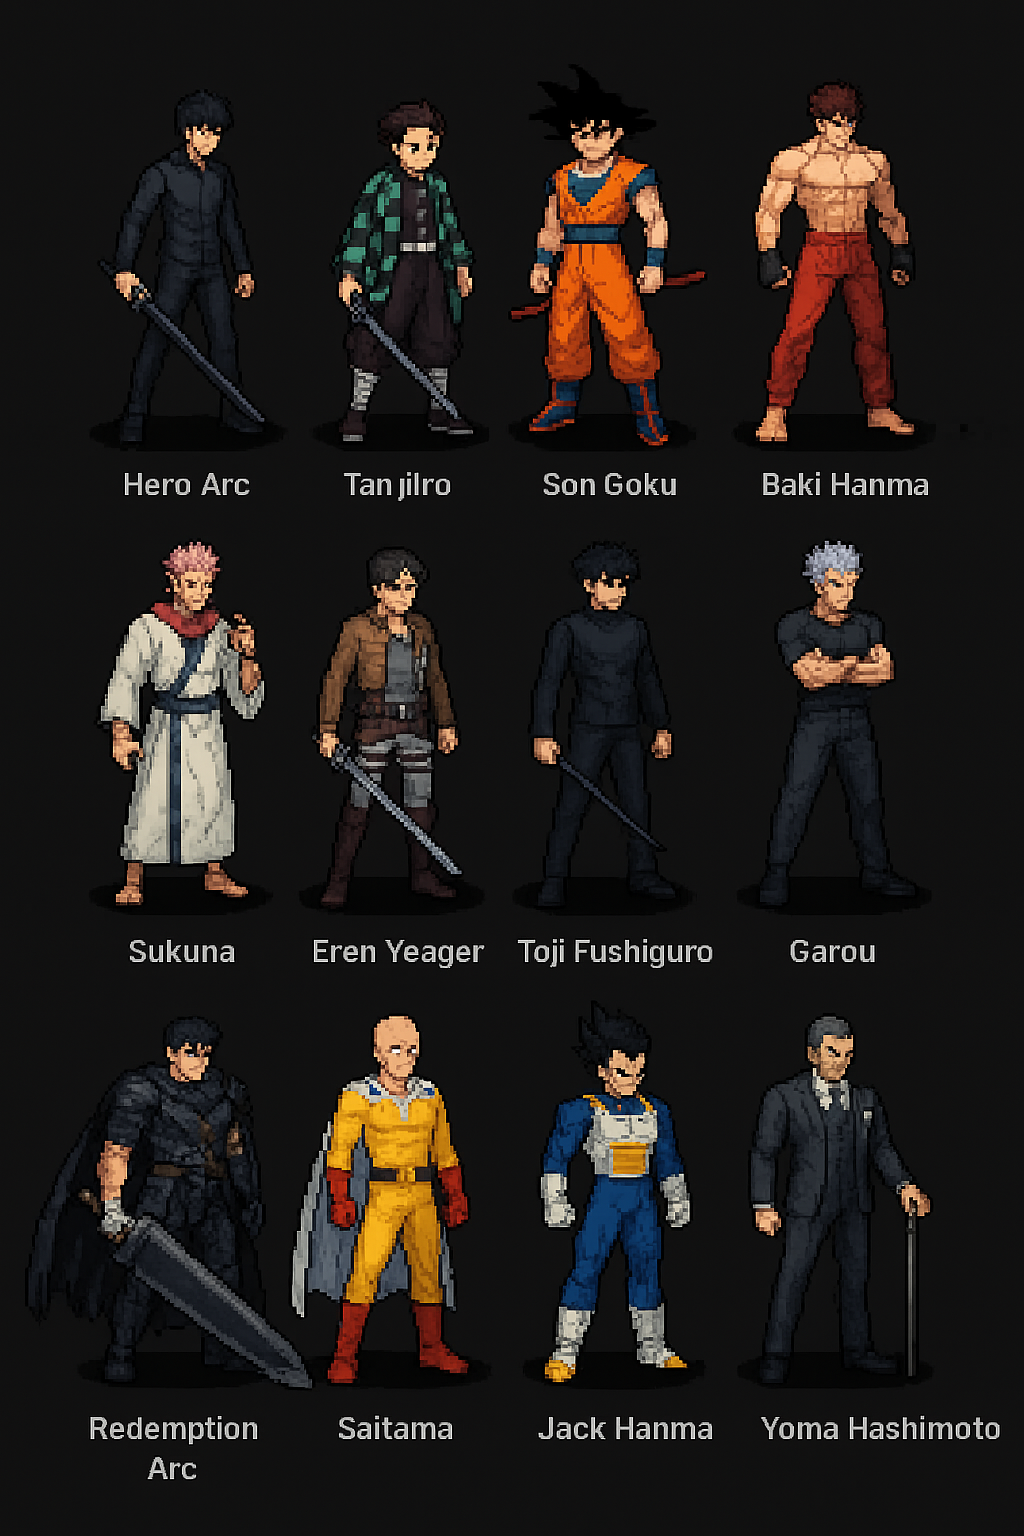 Hero Arc
Tan jilro
Son Goku
Baki Hanma
Sukuna
Eren Yeager
Toji Fushiguro
Garou
Redemption
Arc
Saitama
Jack Hanma
Yoma Hashimoto